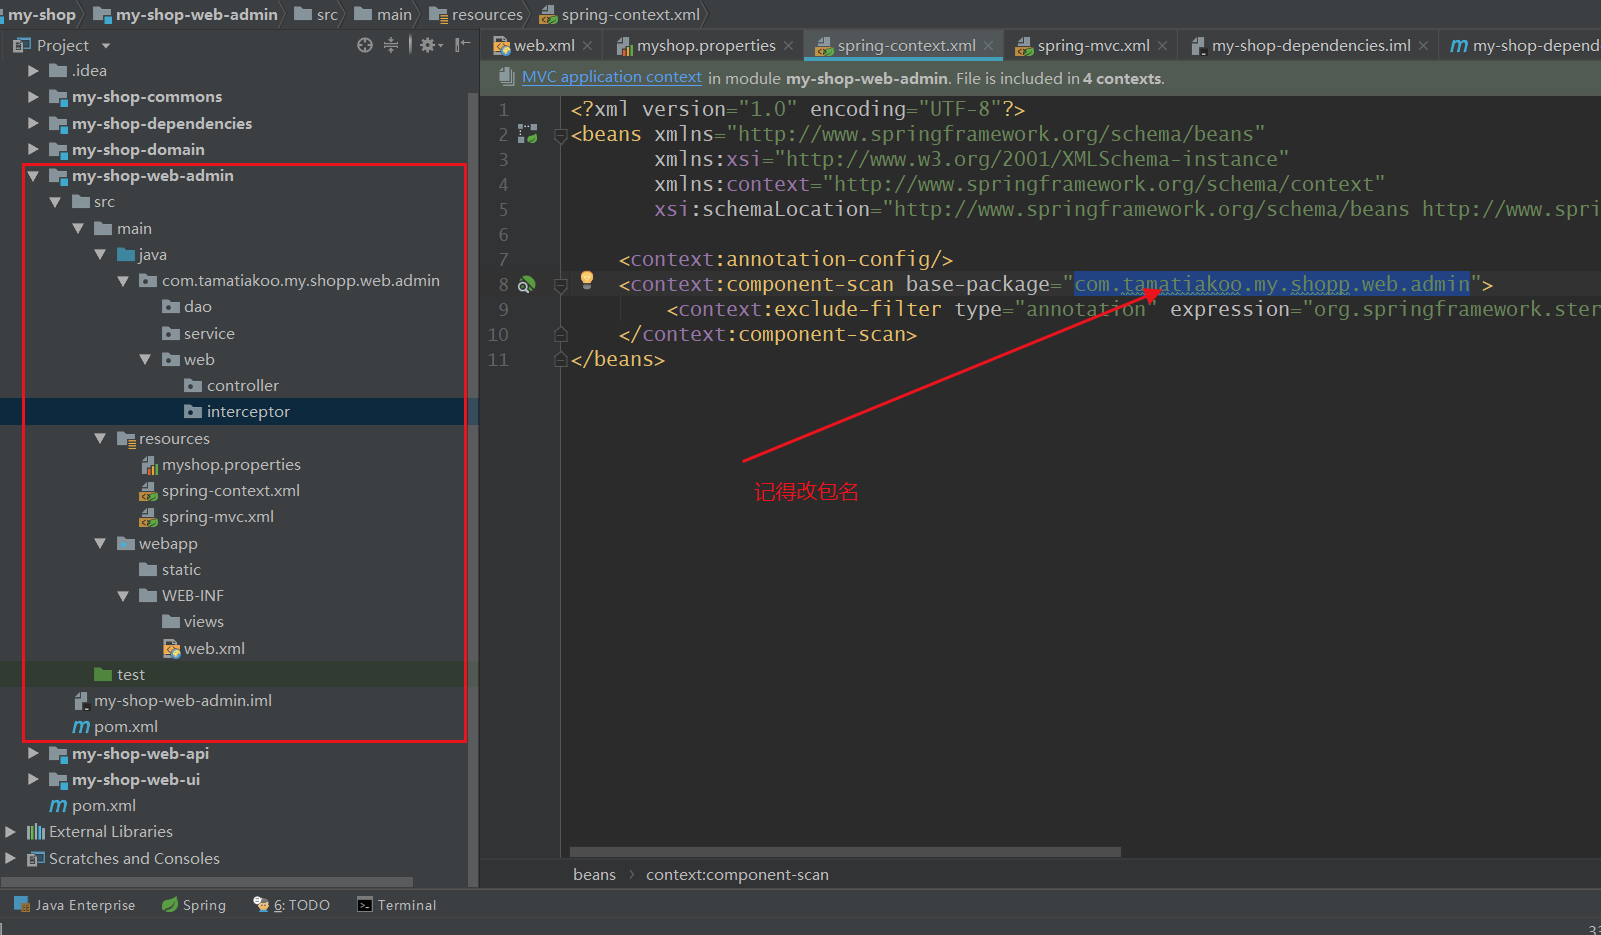 my-shop my-shop-web-admin src main resources spring-context.xml
Project
web.xml myshop.properties spring-context.xml spring-mvc.xml my-shop-dependencies.iml my-shop-depend
MVC application context in module my-shop-web-admin. File is included in 4 contexts.
.idea
my-shop-commons
my-shop-dependencies
my-shop-domain
my-shop-web-admin
src
main
java
com.tamatiakoo.my.shopp.web.admin
dao
service
web
controller
interceptor
resources
myshop.properties
spring-context.xml
spring-mvc.xml
webapp
static
WEB-INF
views
web.xml
test
my-shop-web-admin.iml
pom.xml
my-shop-web-api
my-shop-web-ui
pom.xml
External Libraries
Scratches and Consoles
1 <?xml version="1.0" encoding="UTF-8"?>
2 <beans xmlns="http://www.springframework.org/schema/beans"
3 xmlns:xsi="http://www.w3.org/2001/XMLSchema-instance"
4 xmlns:context="http://www.springframework.org/schema/context"
5 xsi:schemaLocation="http://www.springframework.org/schema/beans http://www.spri
6
7 <context:annotation-config/>
8 <context:component-scan base-package="com.tamatiakoo.my.shopp.web.admin">
9 <context:exclude-filter type="annotation" expression="org.springframework.ster
10 </context:component-scan>
11 </beans>
记得改包名
beans › context:component-scan
Java Enterprise Spring 6: TODO Terminal